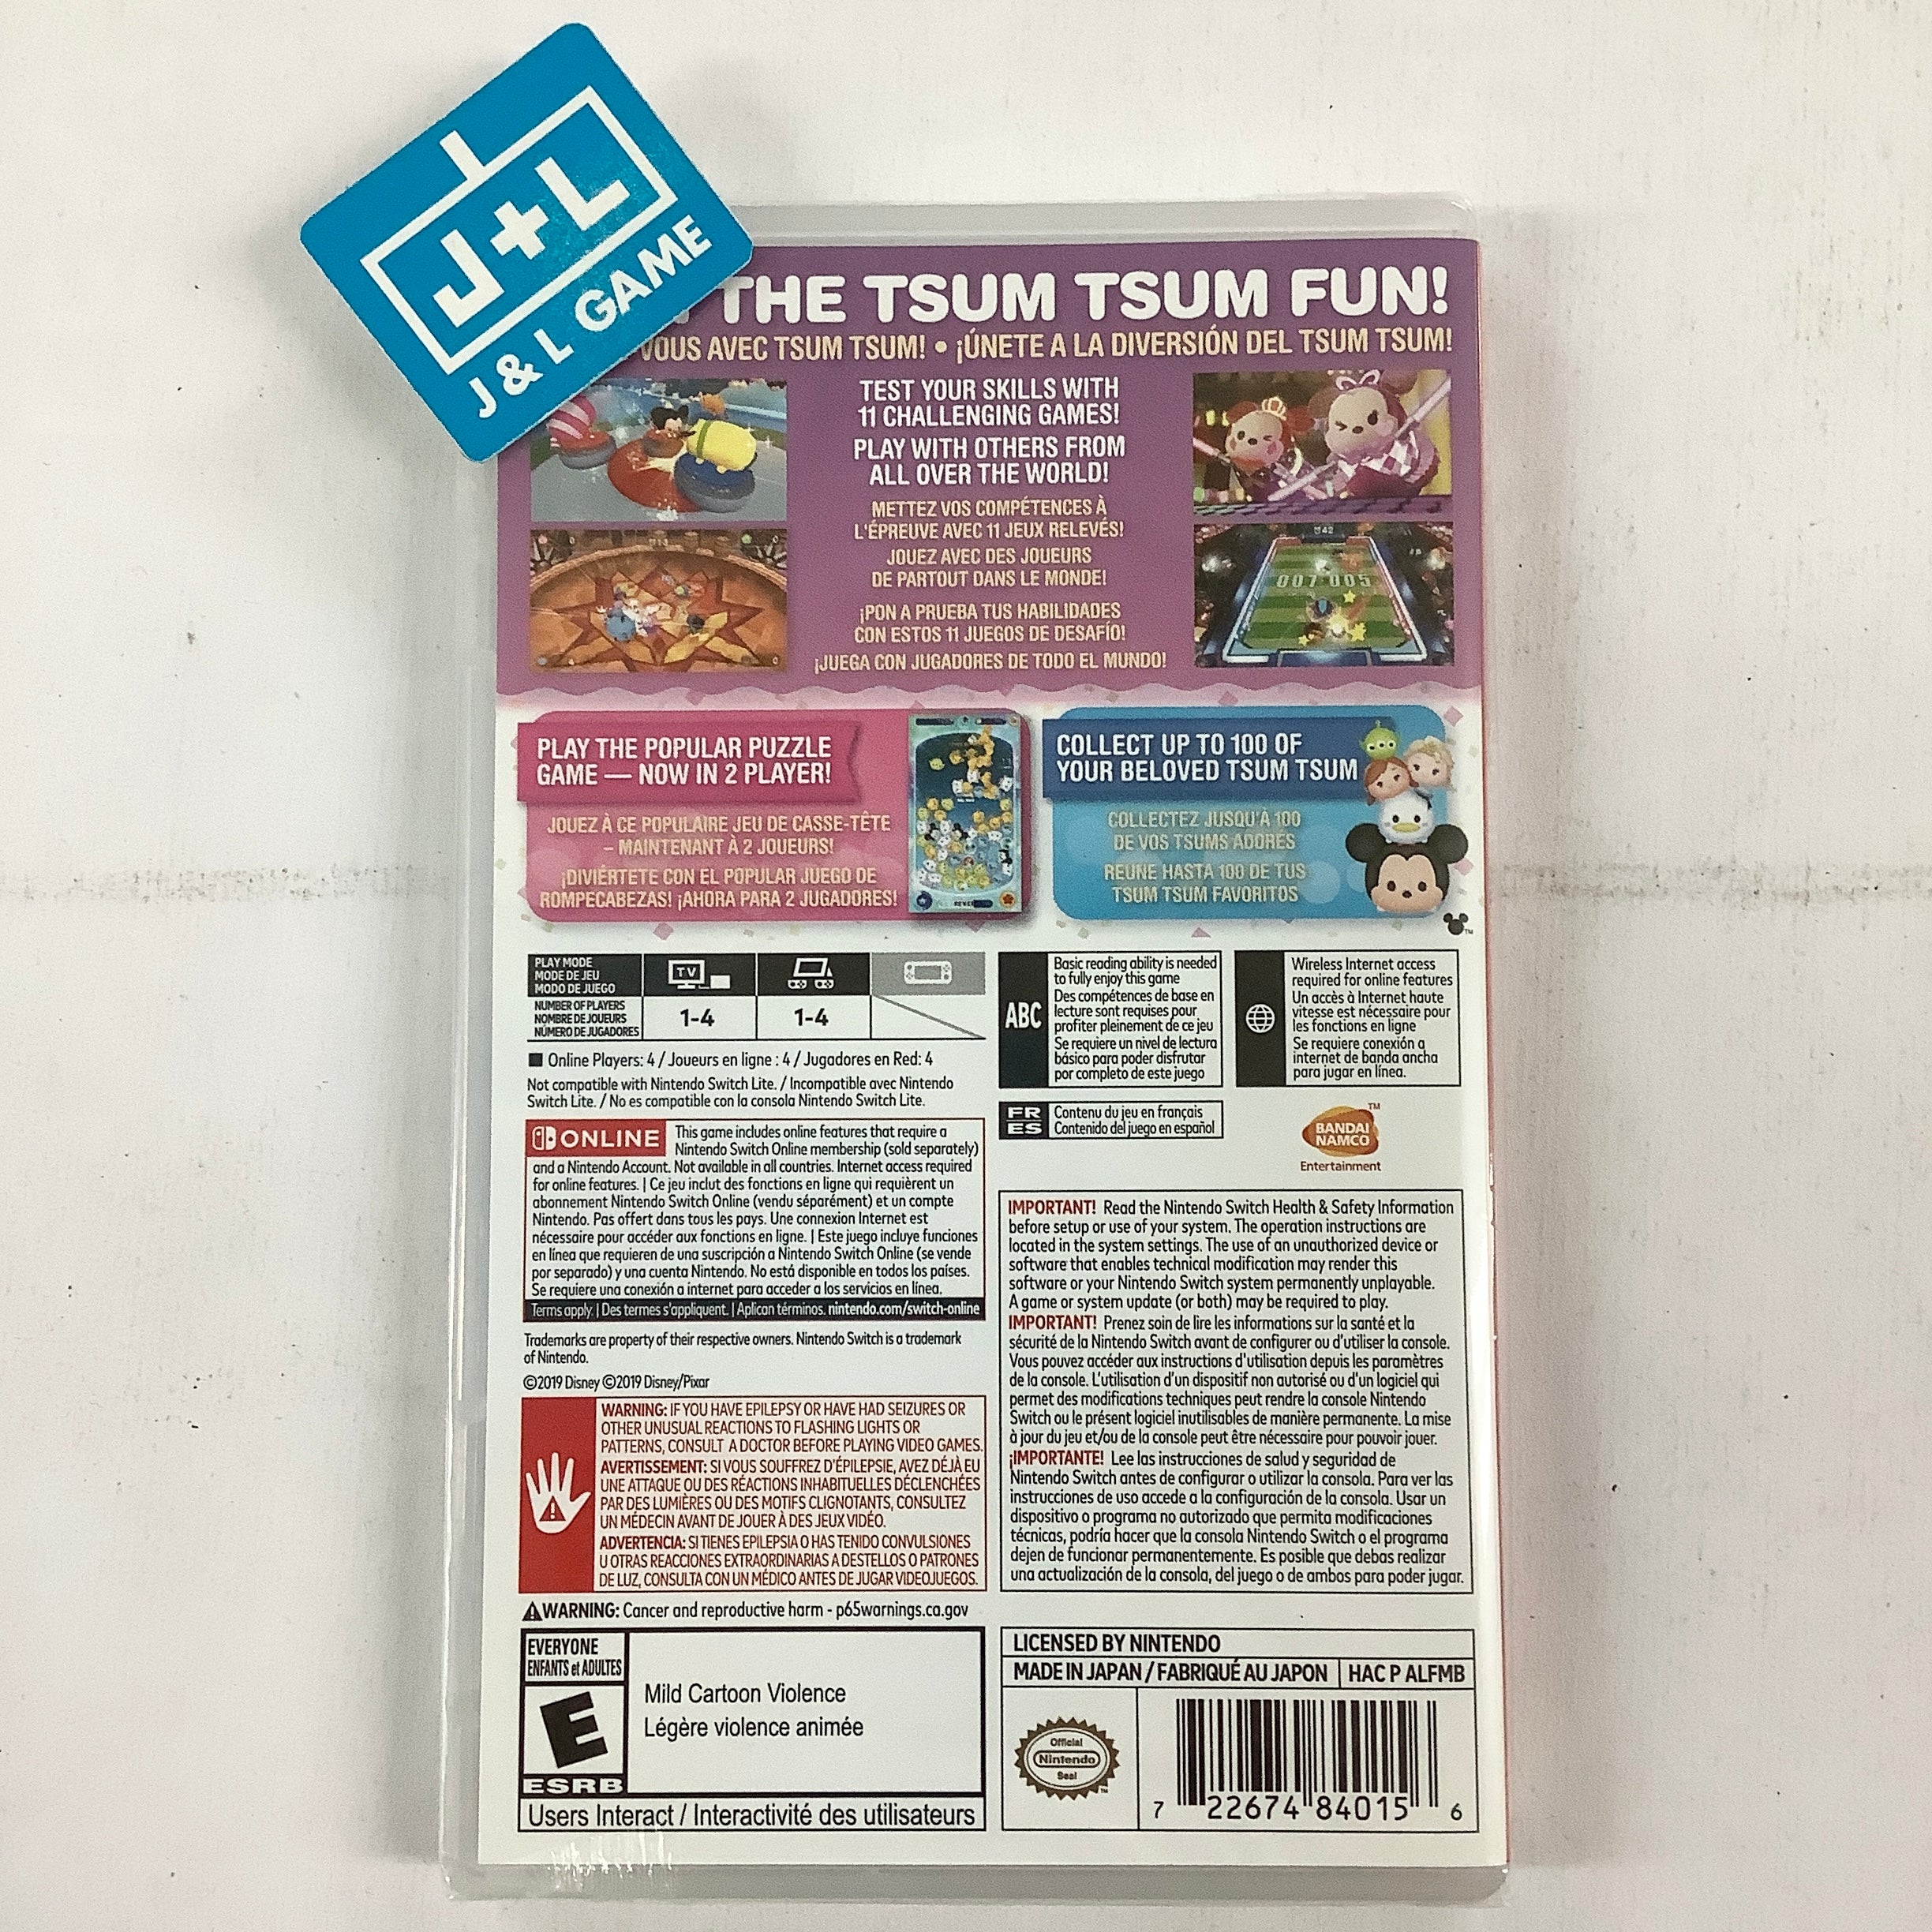 J+L
J & L GAME
THE TSUM TSUM FUN!
VOUS AVEC TSUM TSUM! • ¡ÚNETE A LA DIVERSIÓN DEL TSUM TSUM!
TEST YOUR SKILLS WITH
11 CHALLENGING GAMES!
PLAY WITH OTHERS FROM
ALL OVER THE WORLD!
METTEZ VOS COMPÉTENCES À
L'ÉPREUVE AVEC 11 JEUX RELEVÉS!
JOUEZ AVEC DES JOUEURS
DE PARTOUT DANS LE MONDE!
¡PON A PRUEBA TUS HABILIDADES
CON ESTOS 11 JUEGOS DE DESAFÍO!
¡JUEGA CON JUGADORES DE TODO EL MUNDO!
42
007 005
PLAY THE POPULAR PUZZLE
GAME — NOW IN 2 PLAYER!
JOUEZ À CE POPULAIRE JEU DE CASSE-TÊTE
– MAINTENANT À 2 JOUEURS!
¡DIVIÉRTETE CON EL POPULAR JUEGO DE
ROMPECABEZAS! ¡AHORA PARA 2 JUGADORES!
COLLECT UP TO 100 OF
YOUR BELOVED TSUM TSUM
COLLECTEZ JUSQU'À 100
DE VOS TSUMS ADORÉS
REÚNE HASTA 100 DE TUS
TSUM TSUM FAVORITOS
TM
PLAY MODE
MODE DE JEU
MODO DE JUEGO
TV
NUMBER OF PLAYERS
NOMBRE DE JOUEURS
NÚMERO DE JUGADORES
1-4
1-4
■ Online Players: 4 / Joueurs en ligne : 4 / Jugadores en Red: 4
Not compatible with Nintendo Switch Lite. / Incompatible avec Nintendo
Switch Lite. / No es compatible con la consola Nintendo Switch Lite.
ABC
Basic reading ability is needed
to fully enjoy this game
Des compétences de base en
lecture sont requises pour
profiter pleinement de ce jeu
Se requiere un nivel de lectura
básico para poder disfrutar
por completo de este juego
Wireless Internet access
required for online features
Un accès à Internet haute
vitesse est nécessaire pour
les fonctions en ligne
Se requiere conexión a
internet de banda ancha
para jugar en línea.
FR
ES
Contenu du jeu en français
Contenido del juego en español
BANDAI
NAMCO
TM
Entertainment
ONLINE
This game includes online features that require a
Nintendo Switch Online membership (sold separately)
and a Nintendo Account. Not available in all countries. Internet access required
for online features. | Ce jeu inclut des fonctions en ligne qui requièrent un
abonnement Nintendo Switch Online (vendu séparément) et un compte
Nintendo. Pas offert dans tous les pays. Une connexion Internet est
nécessaire pour accéder aux fonctions en ligne. | Este juego incluye funciones
en línea que requieren de una suscripción a Nintendo Switch Online (se vende
por separado) y una cuenta Nintendo. No está disponible en todos los países.
Se requiere una conexión a internet para acceder a los servicios en línea.
Terms apply. | Des termes s'appliquent. | Aplican términos. nintendo.com/switch-online
Trademarks are property of their respective owners. Nintendo Switch is a trademark
of Nintendo.
©2019 Disney ©2019 Disney/Pixar
WARNING: IF YOU HAVE EPILEPSY OR HAVE HAD SEIZURES OR
OTHER UNUSUAL REACTIONS TO FLASHING LIGHTS OR
PATTERNS, CONSULT A DOCTOR BEFORE PLAYING VIDEO GAMES.
AVERTISSEMENT: SI VOUS SOUFFREZ D'ÉPILEPSIE, AVEZ DÉJÀ EU
UNE ATTAQUE OU DES RÉACTIONS INHABITUELLES DÉCLENCHÉES
PAR DES LUMIÈRES OU DES MOTIFS CLIGNOTANTS, CONSULTEZ
UN MÉDECIN AVANT DE JOUER À DES JEUX VIDÉO.
ADVERTENCIA: SI TIENES EPILEPSIA O HAS TENIDO CONVULSIONES
U OTRAS REACCIONES EXTRAORDINARIAS A DESTELLOS O PATRONES
DE LUZ, CONSULTA CON UN MÉDICO ANTES DE JUGAR VIDEOJUEGOS.
⚠WARNING: Cancer and reproductive harm - p65warnings.ca.gov
IMPORTANT! Read the Nintendo Switch Health & Safety Information
before setup or use of your system. The operation instructions are
located in the system settings. The use of an unauthorized device or
software that enables technical modification may render this
software or your Nintendo Switch system permanently unplayable.
A game or system update (or both) may be required to play.
IMPORTANT! Prenez soin de lire les informations sur la santé et la
sécurité de la Nintendo Switch avant de configurer ou d'utiliser la console.
Vous pouvez accéder aux instructions d'utilisation depuis les paramètres
de la console. L'utilisation d'un dispositif non autorisé ou d'un logiciel qui
permet des modifications techniques peut rendre la console Nintendo
Switch ou le présent logiciel inutilisables de manière permanente. La mise
à jour du jeu et/ou de la console peut être nécessaire pour pouvoir jouer.
¡IMPORTANTE! Lee las instrucciones de salud y seguridad de
Nintendo Switch antes de configurar o utilizar la consola. Para ver las
instrucciones de uso accede a la configuración de la consola. Usar un
dispositivo o programa no autorizado que permita modificaciones
técnicas, podría hacer que la consola Nintendo Switch o el programa
dejen de funcionar permanentemente. Es posible que debas realizar
una actualización de la consola, del juego o de ambos para poder jugar.
EVERYONE
ENFANTS et ADULTES
E
ESRB
Mild Cartoon Violence
Légère violence animée
Users Interact / Interactivité des utilisateurs
LICENSED BY NINTENDO
MADE IN JAPAN / FABRIQUÉ AU JAPON
HAC P ALFMB
Official
Nintendo
Seal
7 22674 84015 6